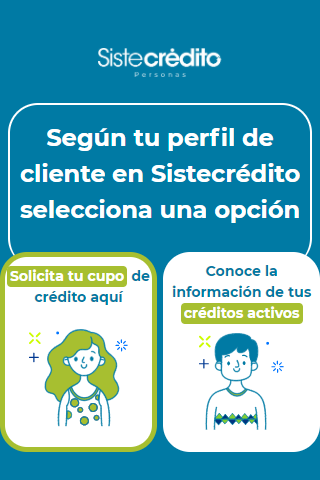 Sistecrédito
Personas
Según tu perfil de
cliente en Sistecrédito
selecciona una opción
Solicita tu cupo de
crédito aquí
Conoce la
información de tus
créditos activos